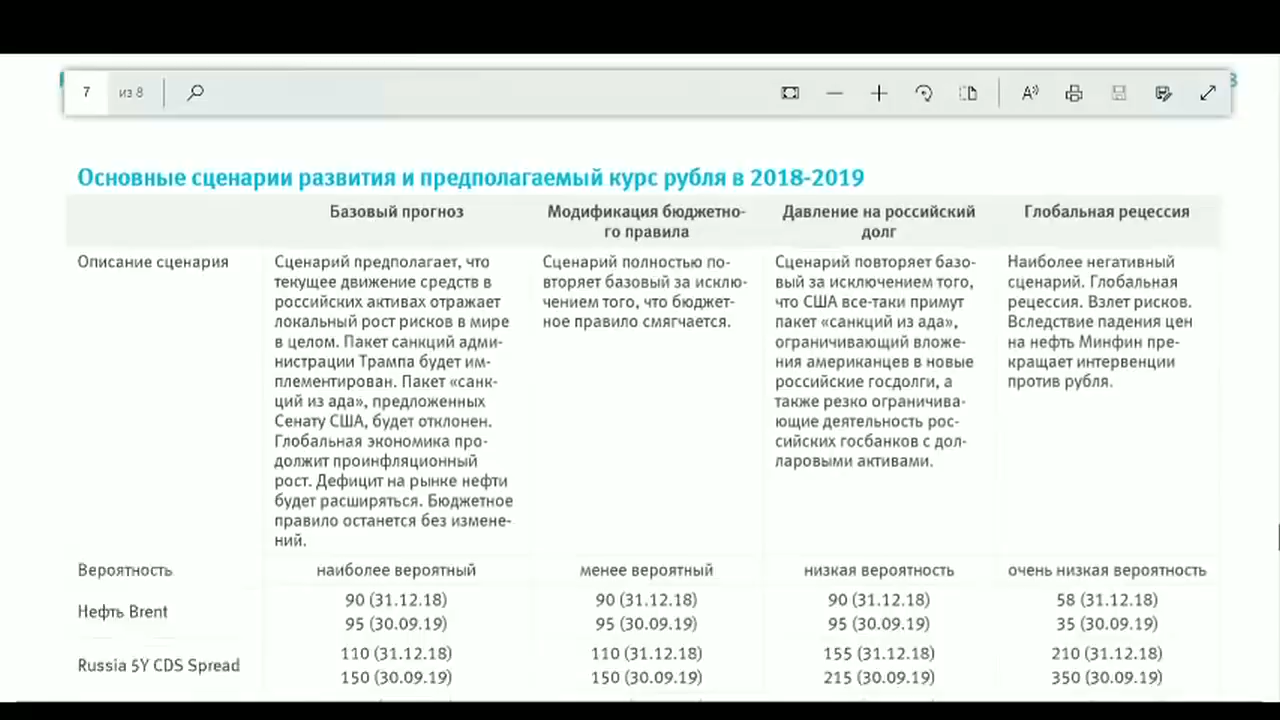 7 из 8
Основные сценарии развития и предполагаемый курс рубля в 2018-2019
Базовый прогноз
Модификация бюджетно-
го правила
Давление на российский
долг
Глобальная рецессия
Описание сценария
Сценарий предполагает, что
текущее движение средств в
российских активах отражает
локальный рост рисков в мире
в целом. Пакет санкций адми-
нистрации Трампа будет им-
плементирован. Пакет «санк-
ций из ада», предложенных
Сенату США, будет отклонен.
Глобальная экономика про-
должит проинфляционный
рост. Дефицит на рынке нефти
будет расширяться. Бюджетное
правило останется без измене-
ний.
Сценарий полностью по-
вторяет базовый за исклю-
чением того, что бюджет-
ное правило смягчается.
Сценарий повторяет базо-
вый за исключением того,
что США все-таки примут
пакет «санкций из ада»,
ограничивающий вложе-
ния американцев в новые
российские госдолги, а
также резко ограничива-
ющие деятельность рос-
сийских госбанков с дол-
ларовыми активами.
Наиболее негативный
сценарий. Глобальная
рецессия. Взлет рисков.
Вследствие падения цен
на нефть Минфин пре-
кращает интервенции
против рубля.
Вероятность наиболее вероятный менее вероятный низкая вероятность очень низкая вероятность
Нефть Brent
90 (31.12.18) 90 (31.12.18) 90 (31.12.18) 58 (31.12.18)
95 (30.09.19) 95 (30.09.19) 95 (30.09.19) 35 (30.09.19)
Russia 5Y CDS Spread
110 (31.12.18) 110 (31.12.18) 155 (31.12.18) 210 (31.12.18)
150 (30.09.19) 150 (30.09.19) 215 (30.09.19) 350 (30.09.19)